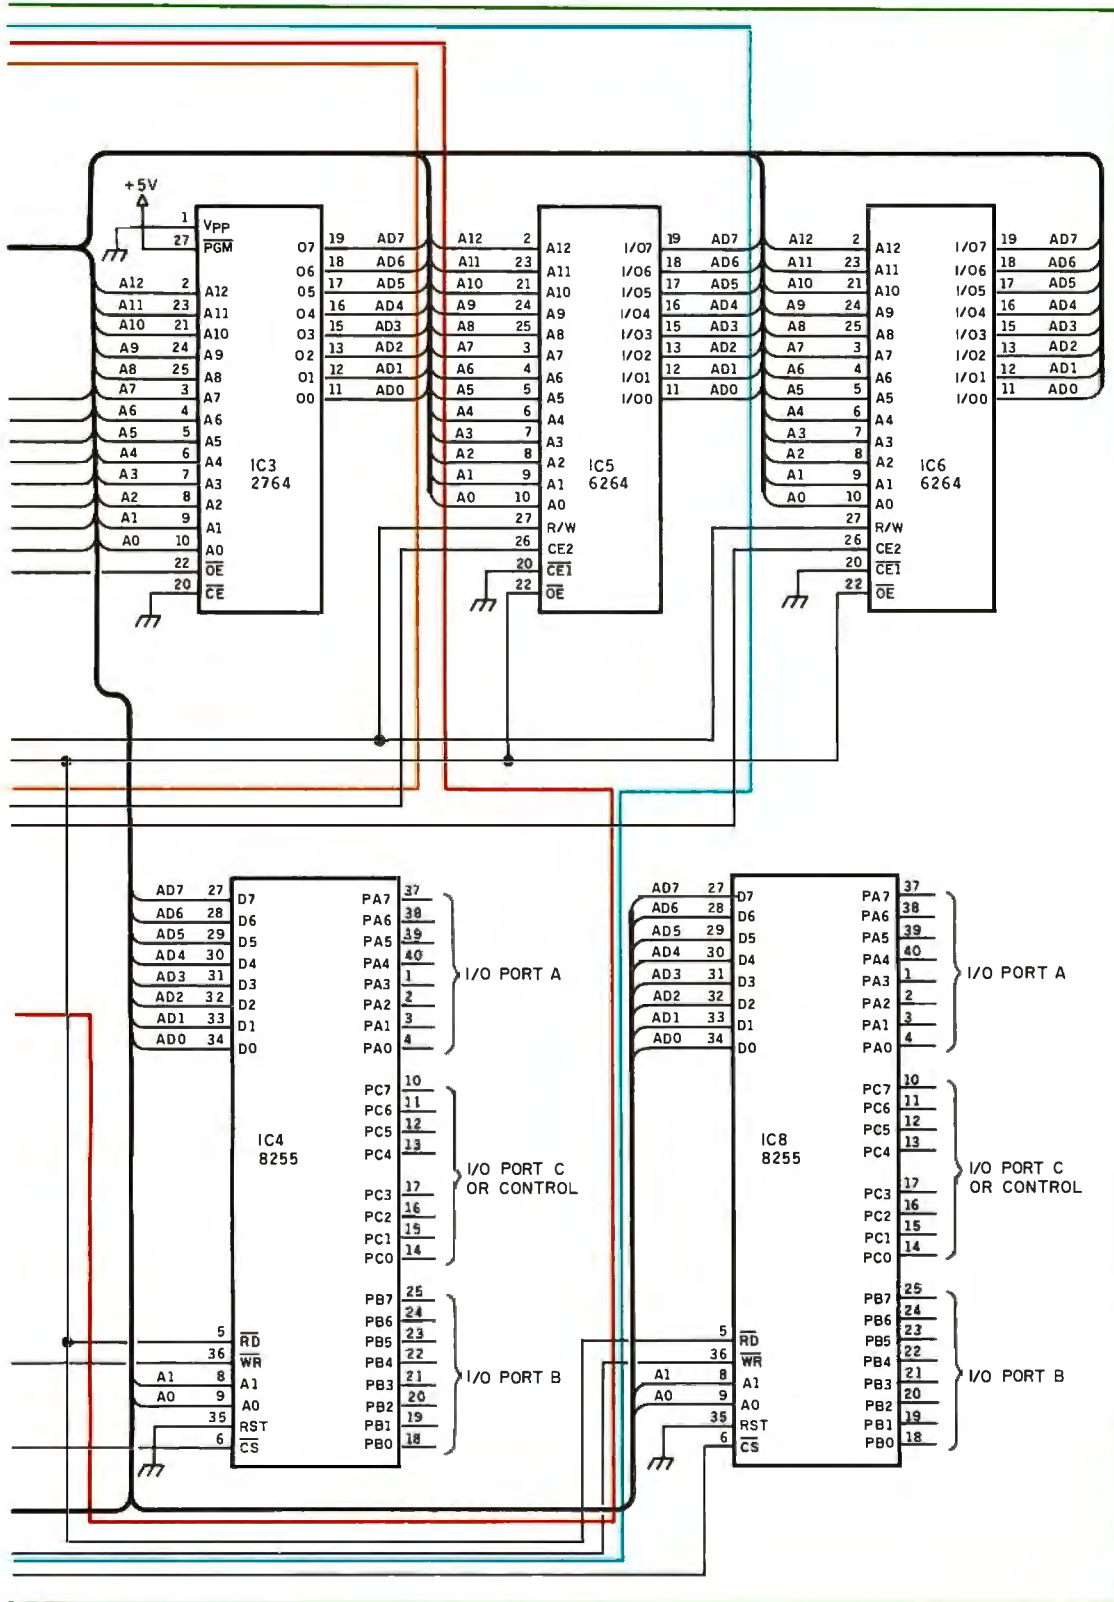 +5V
1 VPP
27 PGM
A12 2 A12
A11 23 A11
A10 21 A10
A9 24 A9
A8 25 A8
A7 3 A7
A6 4 A6
A5 5 A5
A4 6 A4
A3 7 A3
A2 8 A2
A1 9 A1
A0 10 A0
22 OE
20 CE
O7 19 AD7
O6 18 AD6
O5 17 AD5
O4 16 AD4
O3 15 AD3
O2 13 AD2
O1 12 AD1
O0 11 AD0
IC3
2764
A12 2 A12
A11 23 A11
A10 21 A10
A9 24 A9
A8 25 A8
A7 3 A7
A6 4 A6
A5 5 A5
A4 6 A4
A3 7 A3
A2 8 A2
A1 9 A1
A0 10 A0
27 R/W
26 CE2
20 CE1
22 OE
I/O7 19 AD7
I/O6 18 AD6
I/O5 17 AD5
I/O4 16 AD4
I/O3 15 AD3
I/O2 13 AD2
I/O1 12 AD1
I/O0 11 AD0
IC5
6264
A12 2 A12
A11 23 A11
A10 21 A10
A9 24 A9
A8 25 A8
A7 3 A7
A6 4 A6
A5 5 A5
A4 6 A4
A3 7 A3
A2 8 A2
A1 9 A1
A0 10 A0
27 R/W
26 CE2
20 CE1
22 OE
I/O7 19 AD7
I/O6 18 AD6
I/O5 17 AD5
I/O4 16 AD4
I/O3 15 AD3
I/O2 13 AD2
I/O1 12 AD1
I/O0 11 AD0
IC6
6264
AD7 27 D7
AD6 28 D6
AD5 29 D5
AD4 30 D4
AD3 31 D3
AD2 32 D2
AD1 33 D1
AD0 34 D0
5 RD
36 WR
A1 8 A1
A0 9 A0
35 RST
6 CS
IC4
8255
PA7 37
PA6 38
PA5 39
PA4 40
PA3 1
PA2 2
PA1 3
PA0 4
I/O PORT A
PC7 10
PC6 11
PC5 12
PC4 13
PC3 17
PC2 16
PC1 15
PC0 14
I/O PORT C
OR CONTROL
PB7 25
PB6 24
PB5 23
PB4 22
PB3 21
PB2 20
PB1 19
PB0 18
I/O PORT B
AD7 27 D7
AD6 28 D6
AD5 29 D5
AD4 30 D4
AD3 31 D3
AD2 32 D2
AD1 33 D1
AD0 34 D0
5 RD
36 WR
A1 8 A1
A0 9 A0
35 RST
6 CS
IC8
8255
PA7 37
PA6 38
PA5 39
PA4 40
PA3 1
PA2 2
PA1 3
PA0 4
I/O PORT A
PC7 10
PC6 11
PC5 12
PC4 13
PC3 17
PC2 16
PC1 15
PC0 14
I/O PORT C
OR CONTROL
PB7 25
PB6 24
PB5 23
PB4 22
PB3 21
PB2 20
PB1 19
PB0 18
I/O PORT B